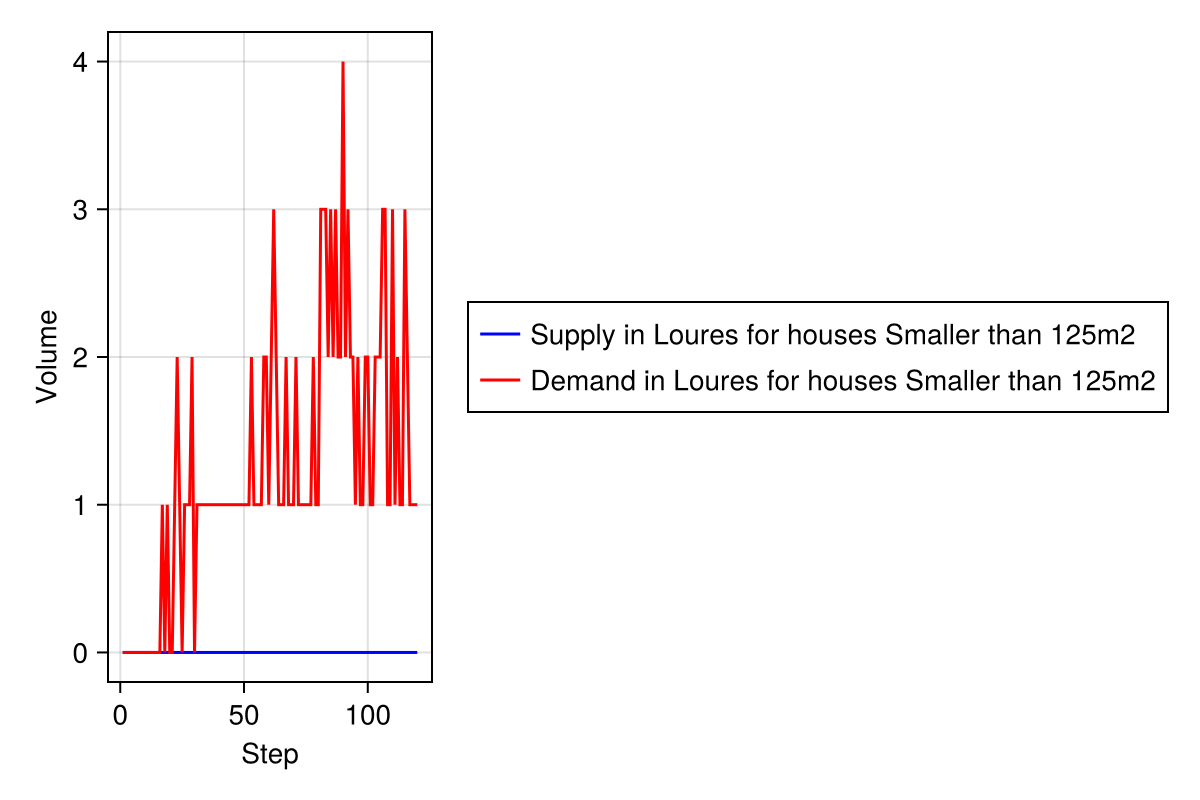 4
3
2
1
0
Volume
0 50 100
Step
Supply in Loures for houses Smaller than 125m2
Demand in Loures for houses Smaller than 125m2